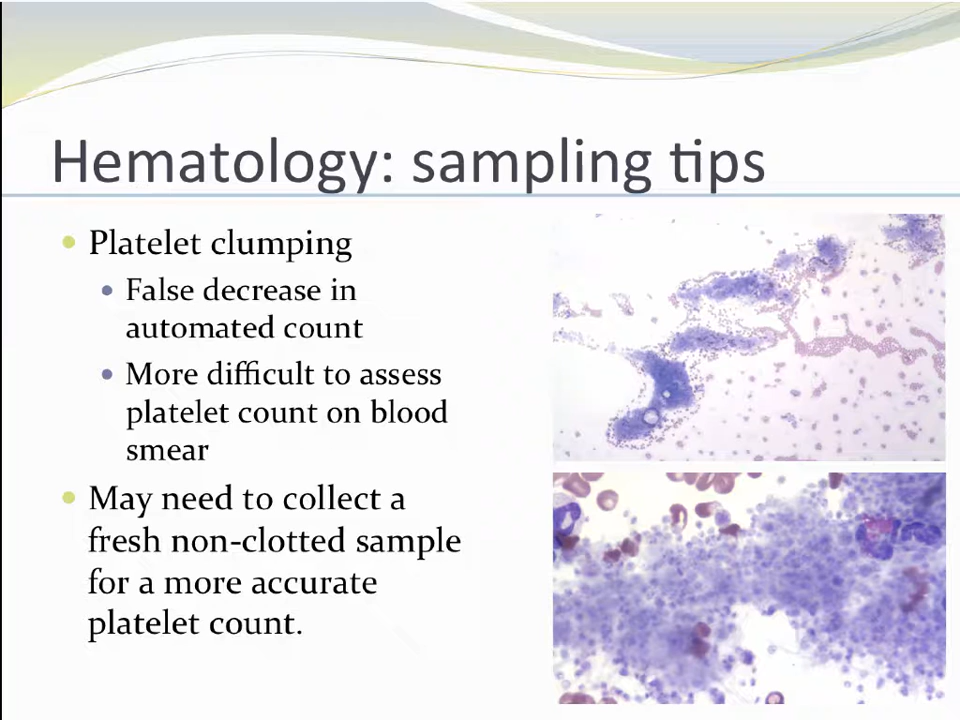 Hematology: sampling tips
• Platelet clumping
• False decrease in
automated count
• More difficult to assess
platelet count on blood
smear
• May need to collect a
fresh non-clotted sample
for a more accurate
platelet count.